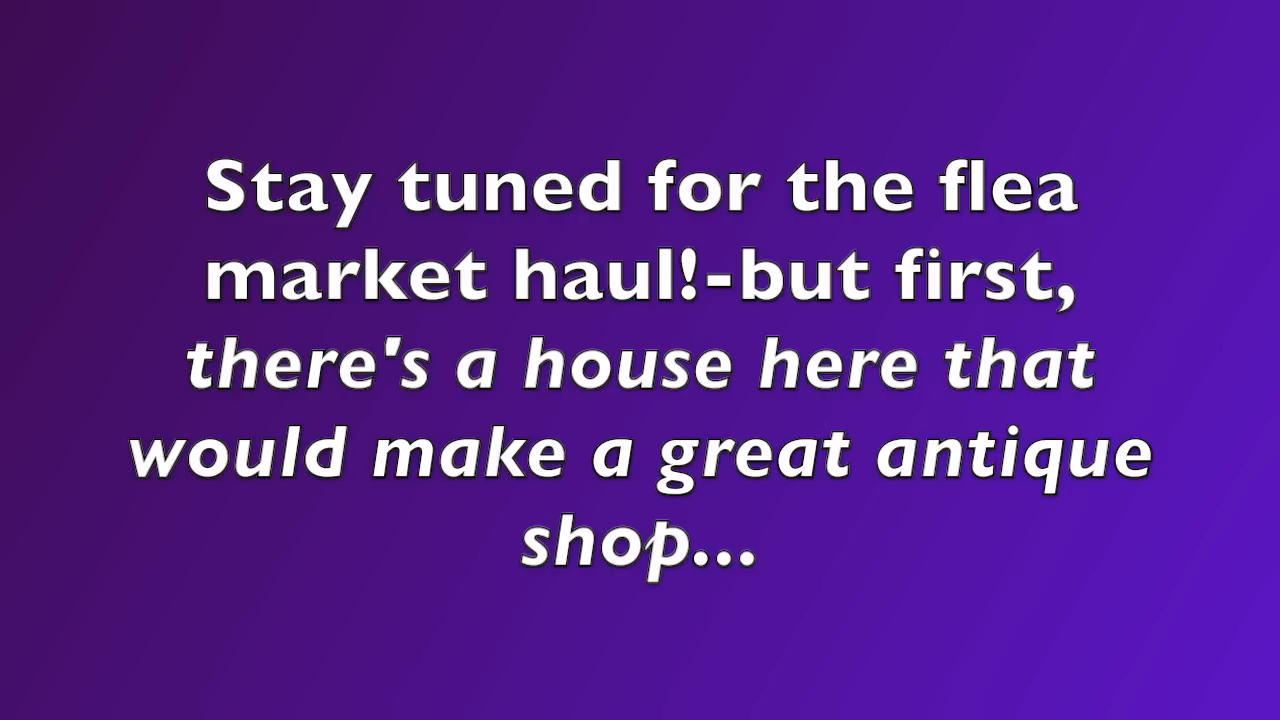 Stay tuned for the flea
market haul!-but first,
there's a house here that
would make a great antique
shop...